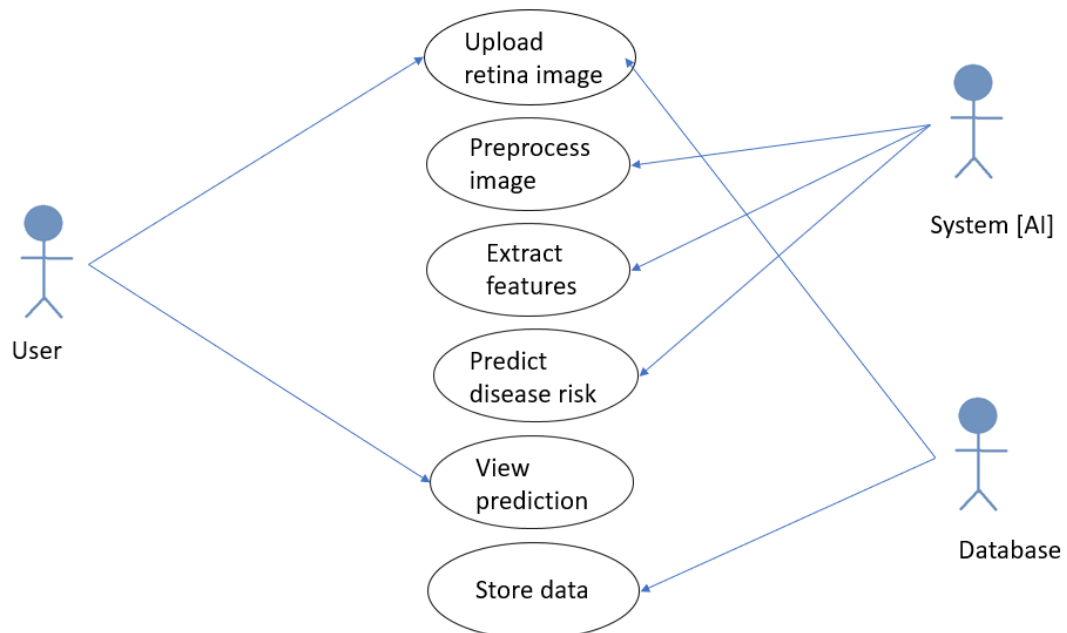 Upload
retina image
Preprocess
image
System [AI]
Extract
features
User
Predict
disease risk
View
prediction
Database
Store data